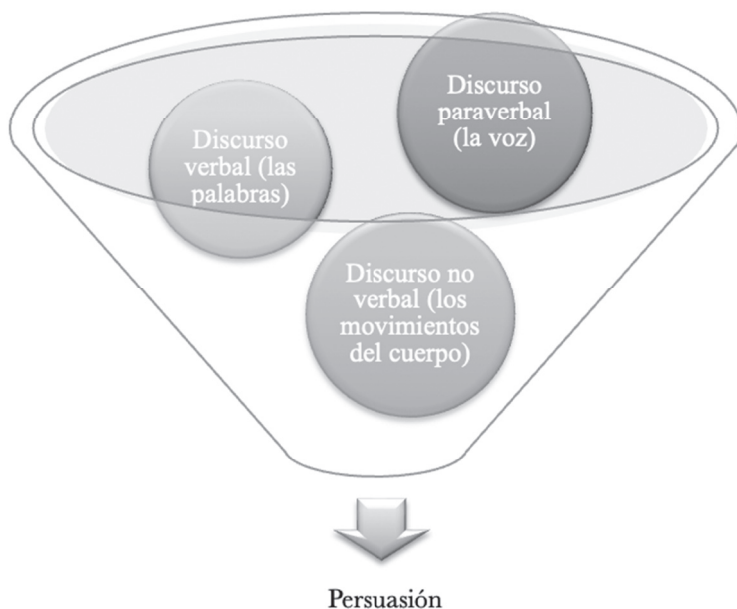 Discurso
paraverbal
(la voz)
Discurso
verbal (las
palabras)
Discurso no
verbal (los
movimientos
del cuerpo)
Persuasión